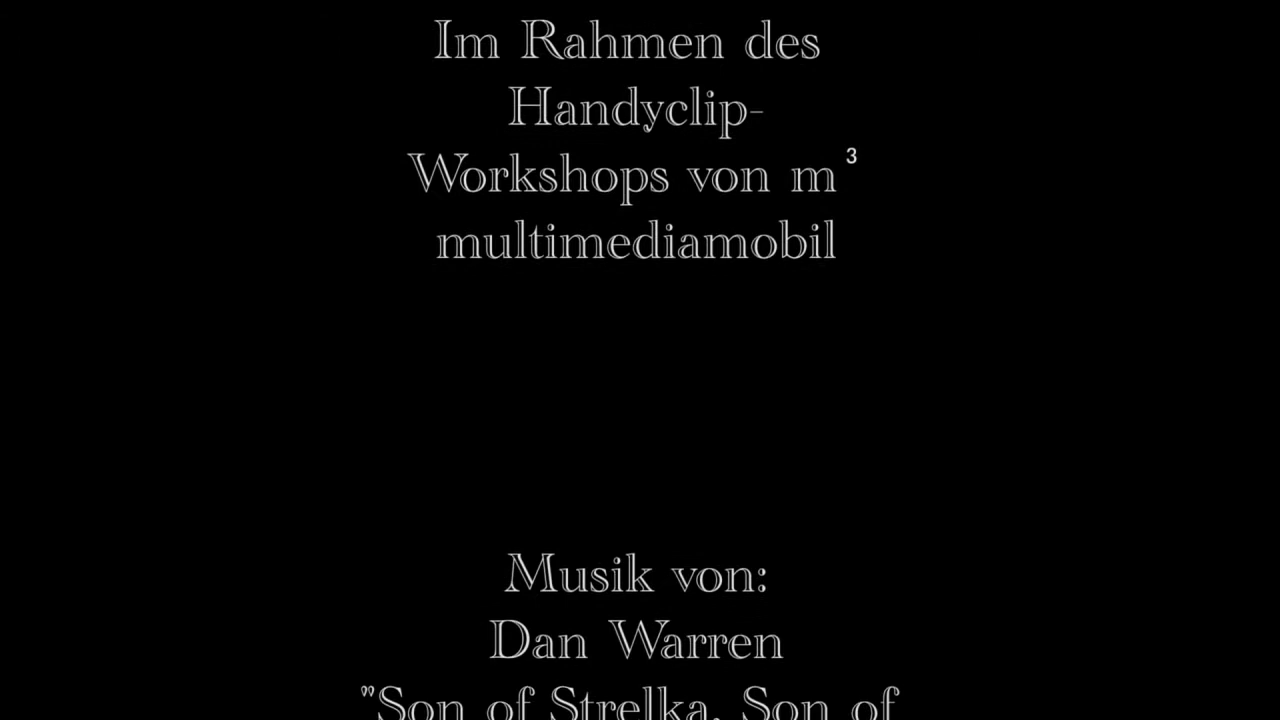 Im Rahmen des
Handyclip-
Workshops von m³
multimediamobil
Musik von:
Dan Warren
"Son of Strelka, Son of